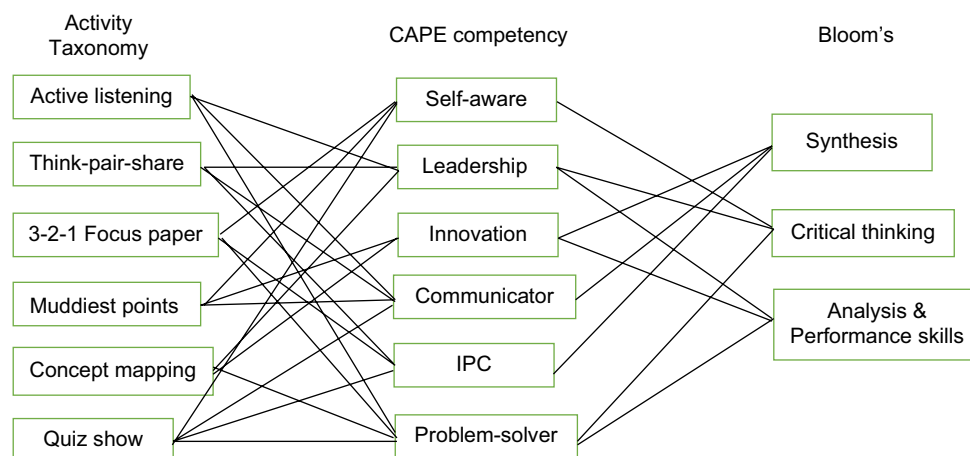 Activity
Taxonomy
CAPE competency
Bloom's
Active listening
Think-pair-share
3-2-1 Focus paper
Muddiest points
Concept mapping
Quiz show
Self-aware
Leadership
Innovation
Communicator
IPC
Problem-solver
Synthesis
Critical thinking
Analysis &
Performance skills